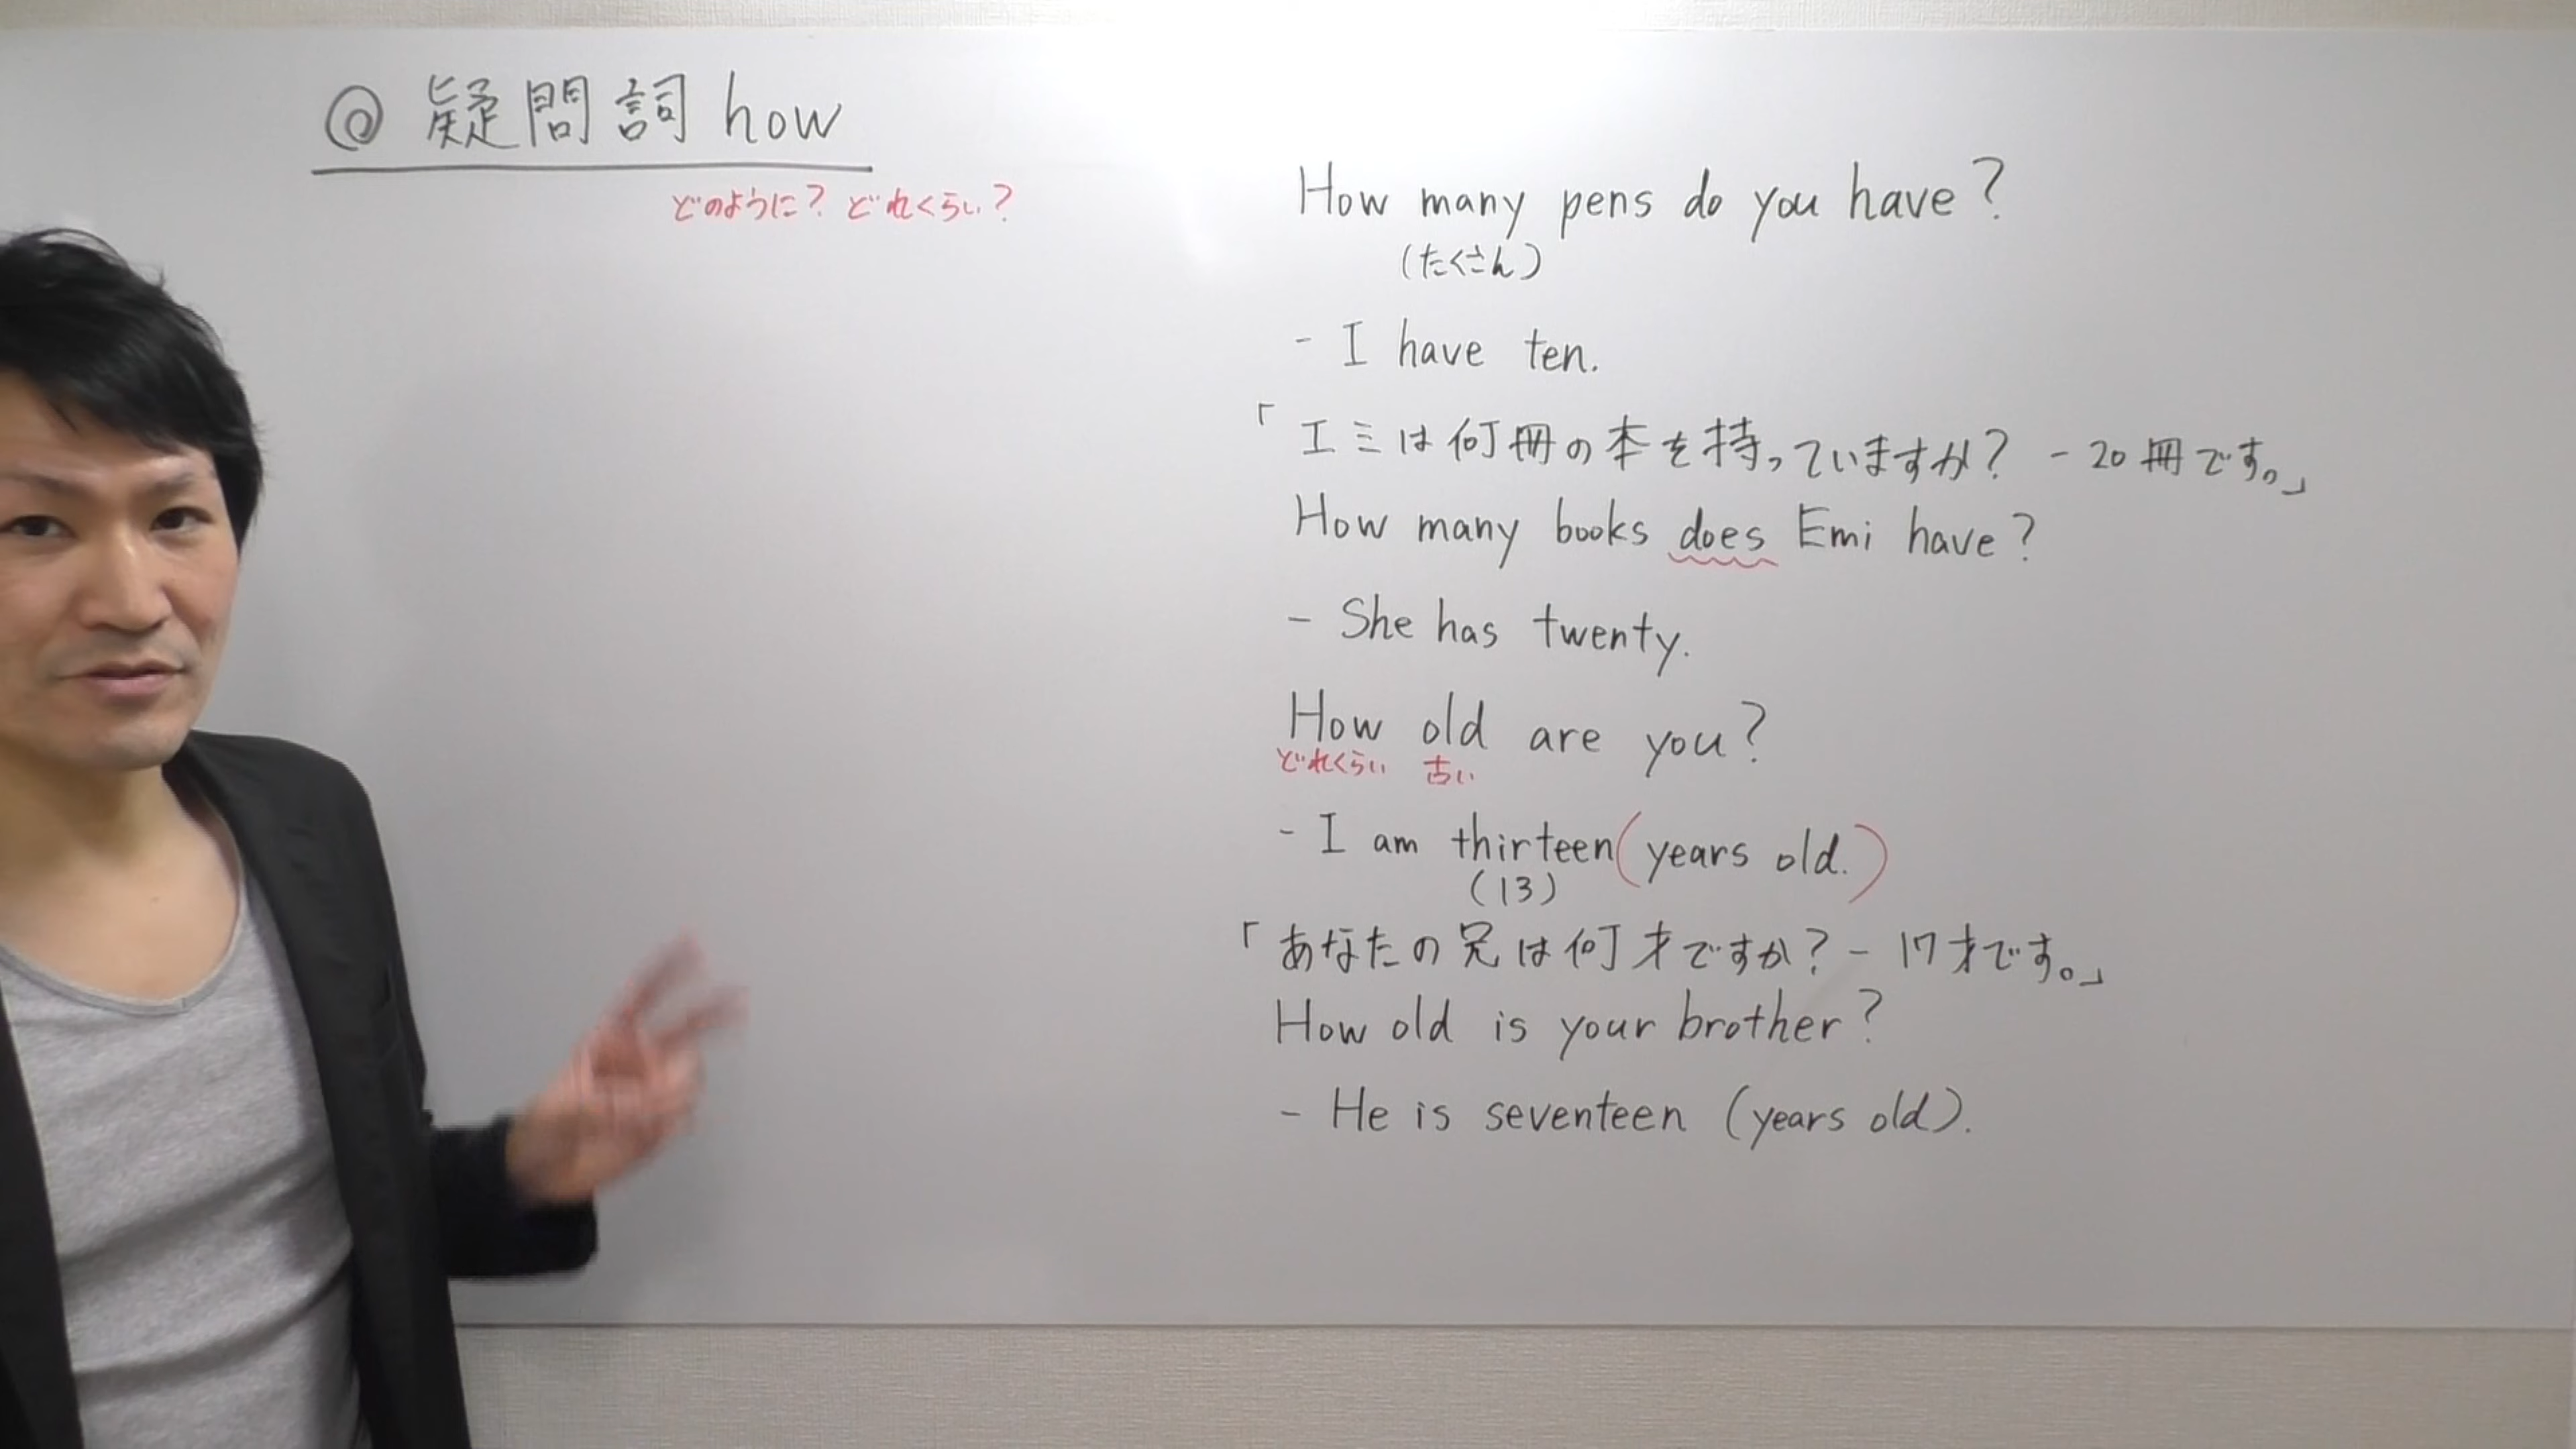 ◎ 疑問詞 how
どのように? どれくらい?
How many pens do you have?
(たくさん)
- I have ten.
「エミは何冊の本を持っていますか? - 20冊です。」
How many books does Emi have?
- She has twenty.
How old are you?
どれくらい 古い
- I am thirteen (years old.)
(13)
「あなたの兄は何才ですか? - 17才です。」
How old is your brother?
- He is seventeen (years old).